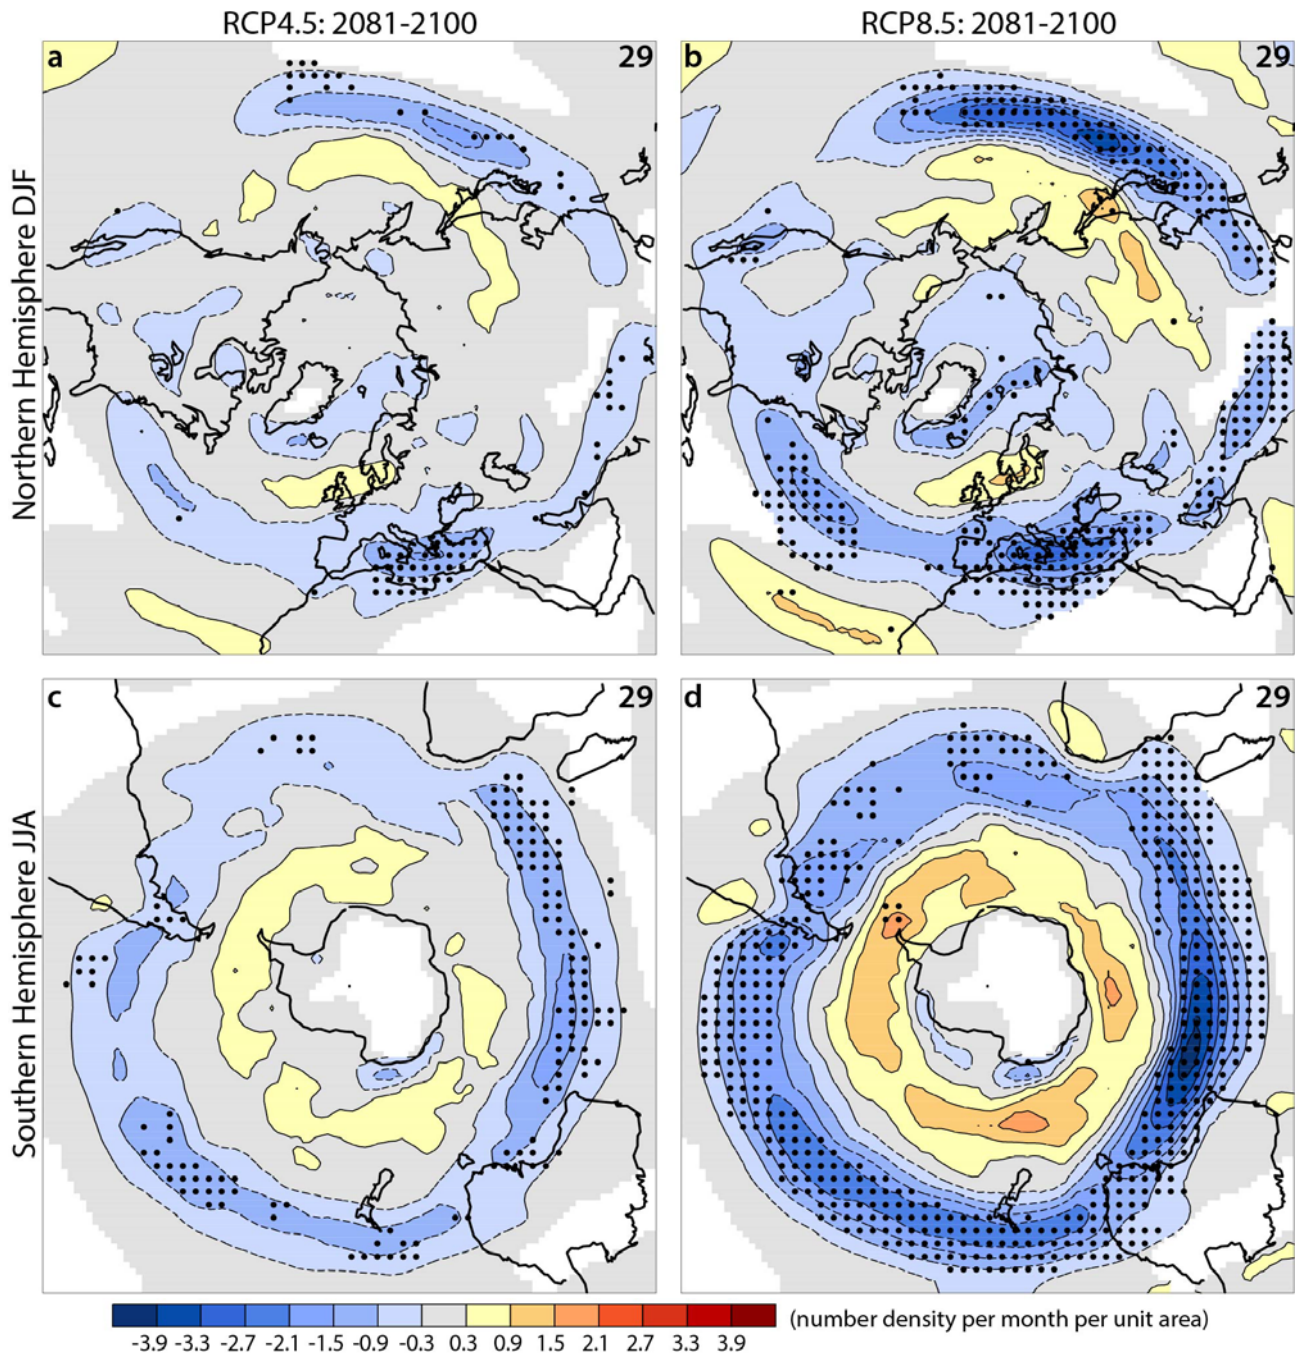 RCP4.5: 2081-2100
RCP8.5: 2081-2100
a
29
b
29
Northern Hemisphere DJF
c
29
d
29
Southern Hemisphere JJA
-3.9 -3.3 -2.7 -2.1 -1.5 -0.9 -0.3 0.3 0.9 1.5 2.1 2.7 3.3 3.9
(number density per month per unit area)